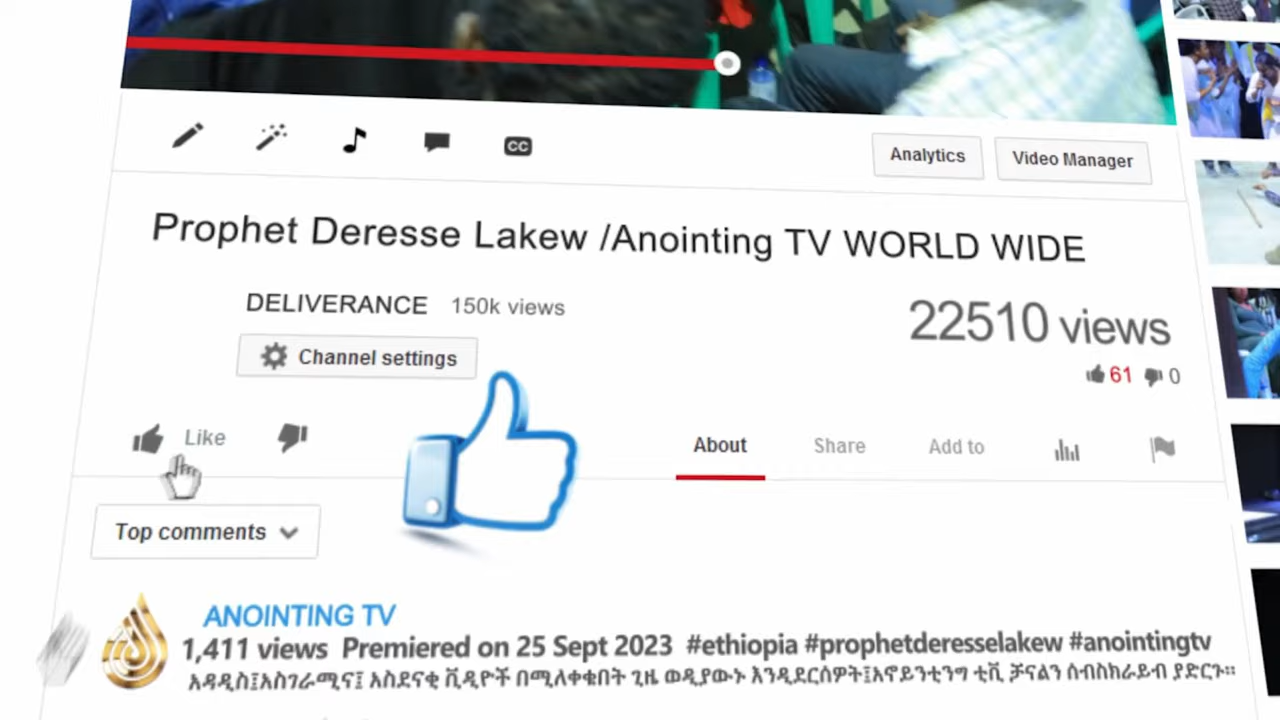 CC
Analytics
Video Manager
Prophet Deresse Lakew /Anointing TV WORLD WIDE
DELIVERANCE 150k views
22510 views
Channel settings
61 0
Like
About Share Add to
Top comments
ANOINTING TV
1,411 views Premiered on 25 Sept 2023 #ethiopia #prophetderesselakew #anointingtv
አዳዲስ፤አስገራሚና፤ አስደናቂ ቪዲዮች በሚለቀቁበት ጊዜ ወዲያውኑ እንዲደርሰዎት፤አኖይንቲንግ ቲቪ ቻናልን ሰብስክራይብ ያድርጉ።